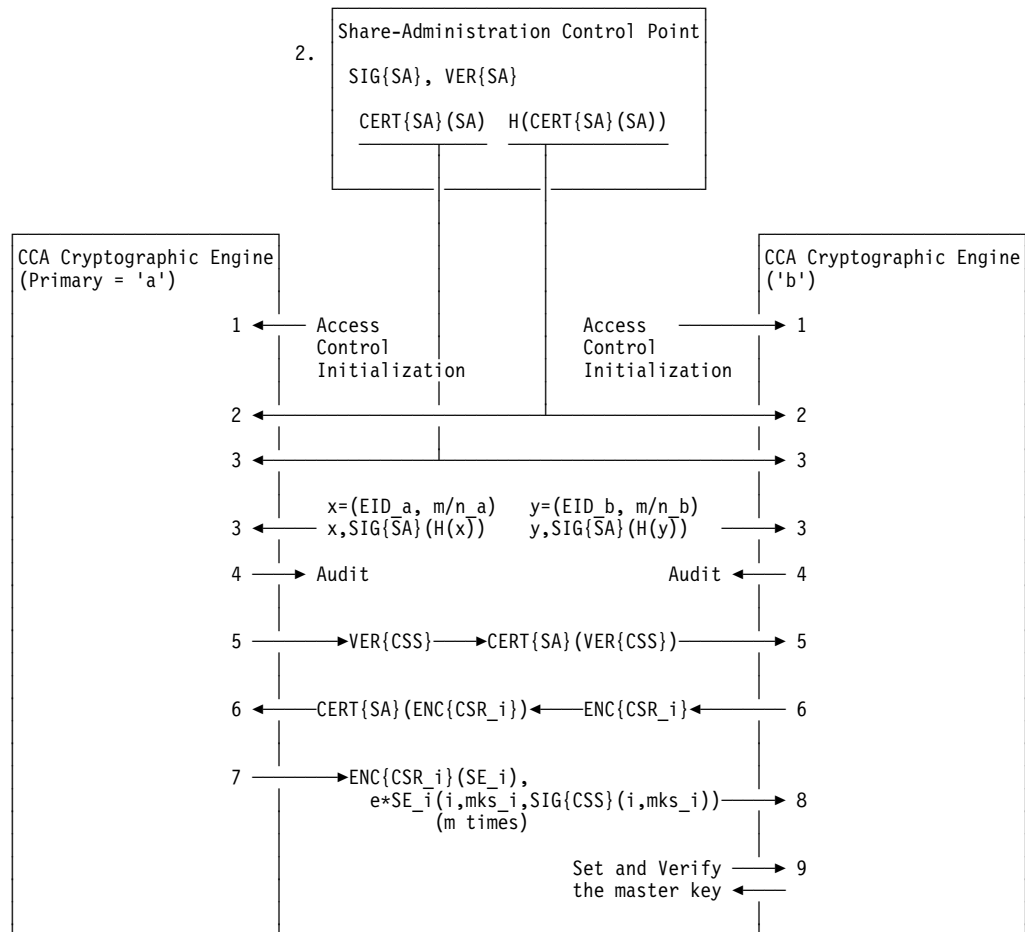 Share-Administration Control Point
2.
SIG{SA}, VER{SA}
CERT{SA}(SA) H(CERT{SA}(SA))
CCA Cryptographic Engine
(Primary = 'a')
CCA Cryptographic Engine
('b')
1 Access Control Initialization
Access Control Initialization 1
2 2
3 3
x=(EID_a, m/n_a) y=(EID_b, m/n_b)
3 x,SIG{SA}(H(x)) y,SIG{SA}(H(y)) 3
4 Audit Audit 4
5 VER{CSS} CERT{SA}(VER{CSS}) 5
6 CERT{SA}(ENC{CSR_i}) ENC{CSR_i} 6
7 ENC{CSR_i}(SE_i),
e*SE_i(i,mks_i,SIG{CSS}(i,mks_i)) 8
(m times)
Set and Verify 9
the master key